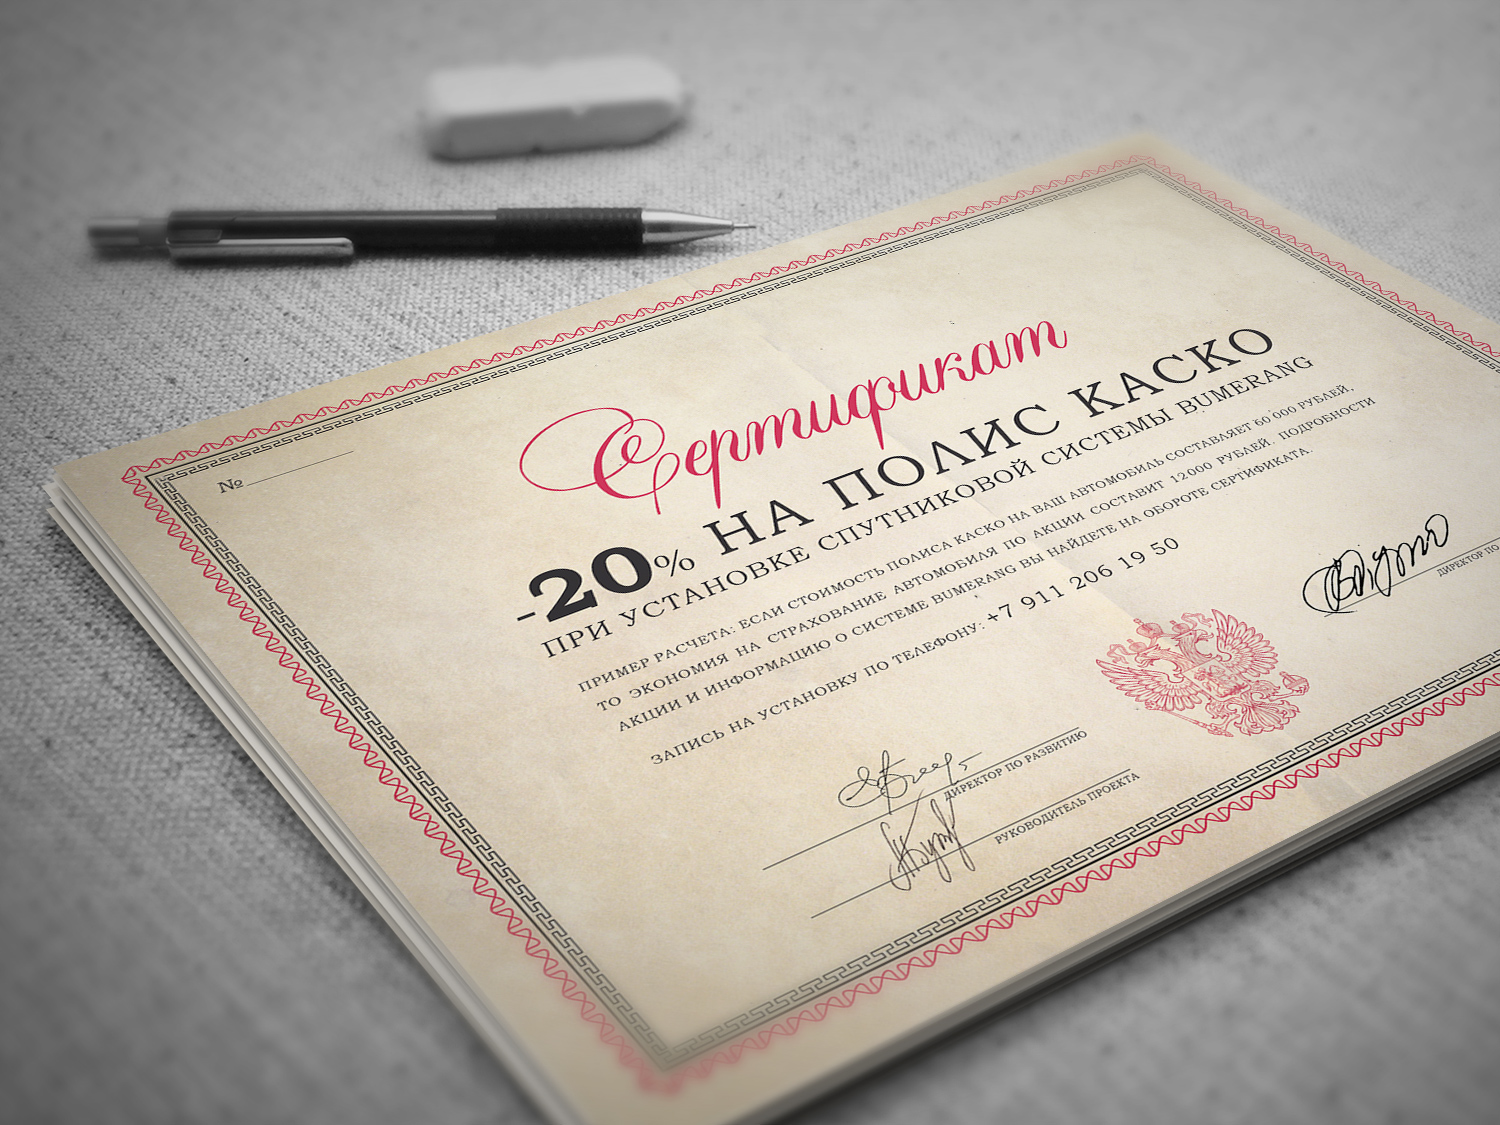 №
Сертификат
-20% НА ПОЛИС КАСКО
ПРИ УСТАНОВКЕ СПУТНИКОВОЙ СИСТЕМЫ BUMERANG
ПРИМЕР РАСЧЕТА: ЕСЛИ СТОИМОСТЬ ПОЛИСА КАСКО НА ВАШ АВТОМОБИЛЬ СОСТАВЛЯЕТ 60 000 РУБЛЕЙ,
ТО ЭКОНОМИЯ НА СТРАХОВАНИЕ АВТОМОБИЛЯ ПО АКЦИИ СОСТАВИТ 12000 РУБЛЕЙ. ПОДРОБНОСТИ
АКЦИИ И ИНФОРМАЦИЮ О СИСТЕМЕ BUMERANG ВЫ НАЙДЕТЕ НА ОБОРОТЕ СЕРТИФИКАТА.
ЗАПИСЬ НА УСТАНОВКУ ПО ТЕЛЕФОНУ: +7 911 206 19 50
ДИРЕКТОР ПО РАЗВИТИЮ
РУКОВОДИТЕЛЬ ПРОЕКТА
ДИРЕКТОР ПО